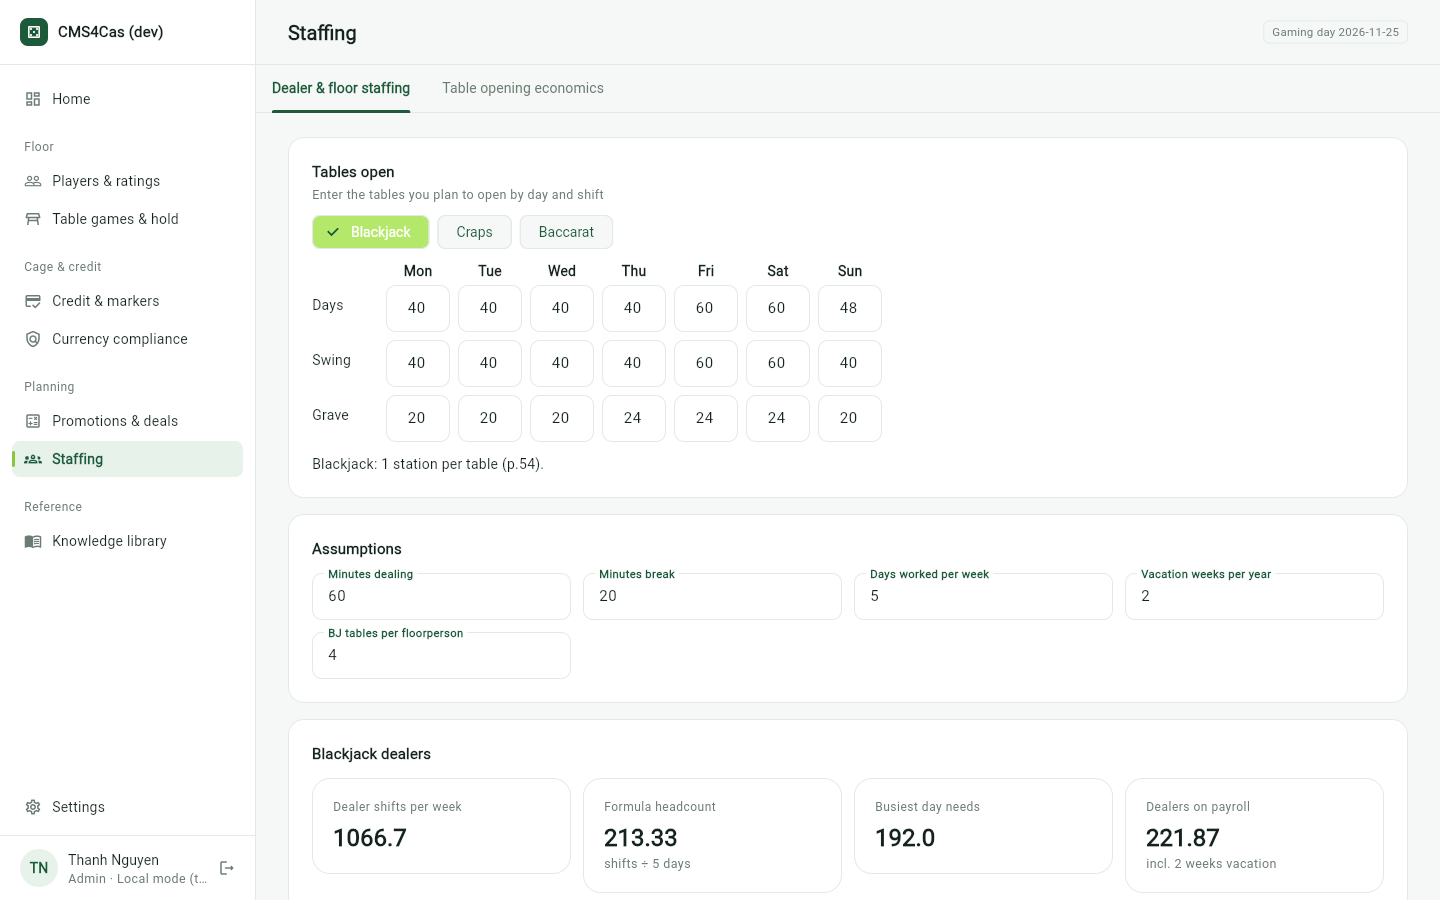 CMS4Cas (dev)
Staffing
Gaming day 2026-11-25
Home
Floor
Players & ratings
Table games & hold
Cage & credit
Credit & markers
Currency compliance
Planning
Promotions & deals
Staffing
Reference
Knowledge library
Settings
TN
Thanh Nguyen
Admin · Local mode (t...
Dealer & floor staffing
Table opening economics
Tables open
Enter the tables you plan to open by day and shift
Blackjack Craps Baccarat
Mon Tue Wed Thu Fri Sat Sun
Days 40 40 40 40 60 60 48
Swing 40 40 40 40 60 60 40
Grave 20 20 20 24 24 24 20
Blackjack: 1 station per table (p.54).
Assumptions
Minutes dealing
60
Minutes break
20
Days worked per week
5
Vacation weeks per year
2
BJ tables per floorperson
4
Blackjack dealers
Dealer shifts per week
1066.7
Formula headcount
213.33
shifts ÷ 5 days
Busiest day needs
192.0
Dealers on payroll
221.87
incl. 2 weeks vacation